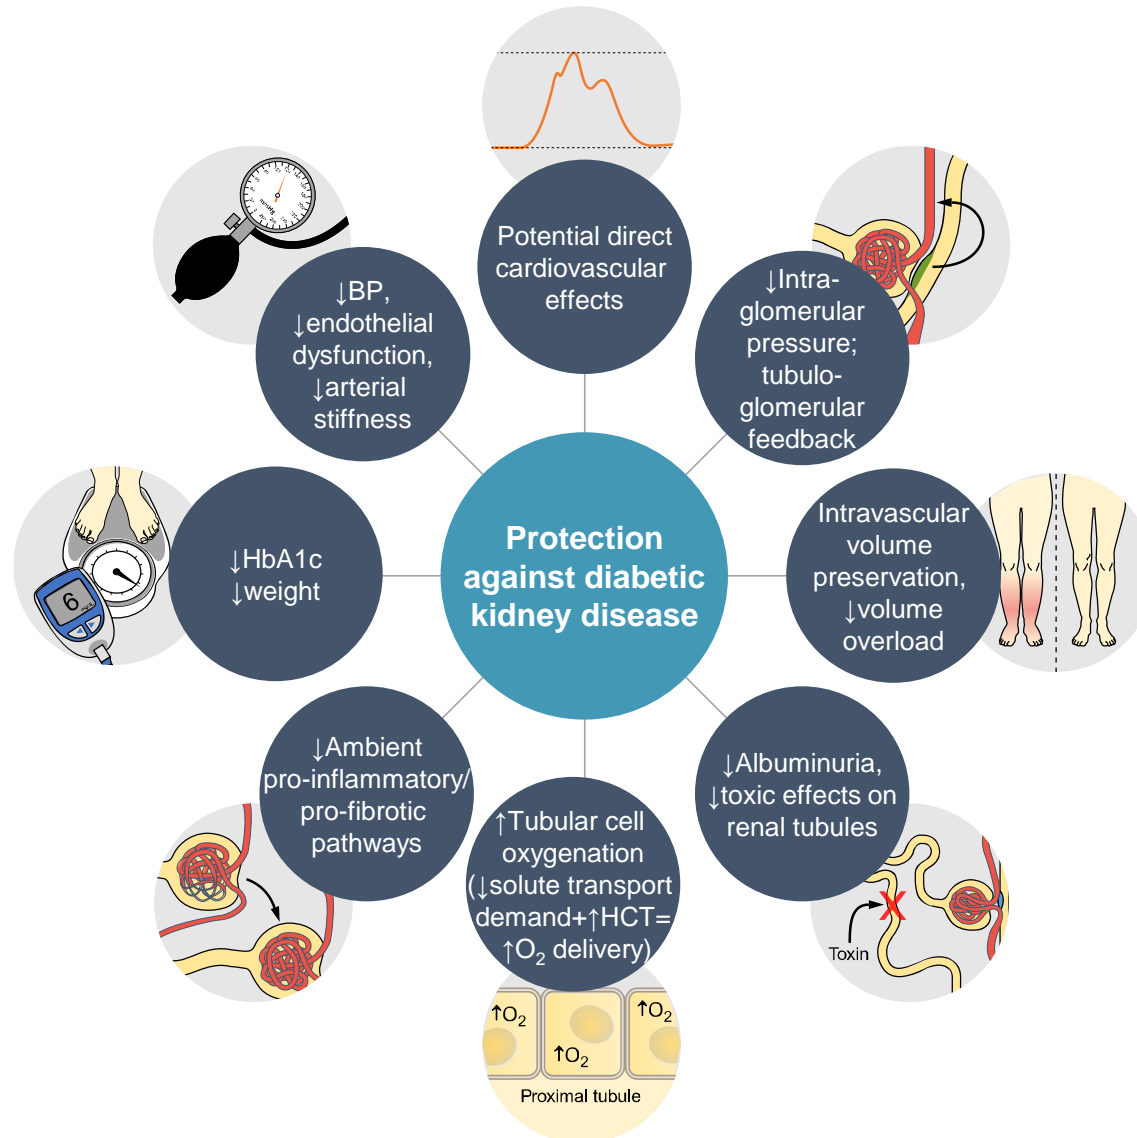 Potential direct
cardiovascular
effects
↓Intra-
glomerular
pressure;
tubulo-
glomerular
feedback
Intravascular
volume
preservation,
↓volume
overload
↓Albuminuria,
↓toxic effects on
renal tubules
Toxin
↑Tubular cell
oxygenation
(↓solute transport
demand+↑HCT=
↑O₂ delivery)
↑O₂
↑O₂
↑O₂
Proximal tubule
↓Ambient
pro-inflammatory/
pro-fibrotic
pathways
↓HbA1c
↓weight
6
↓BP,
↓endothelial
dysfunction,
↓arterial
stiffness
mmHg
Protection
against diabetic
kidney disease